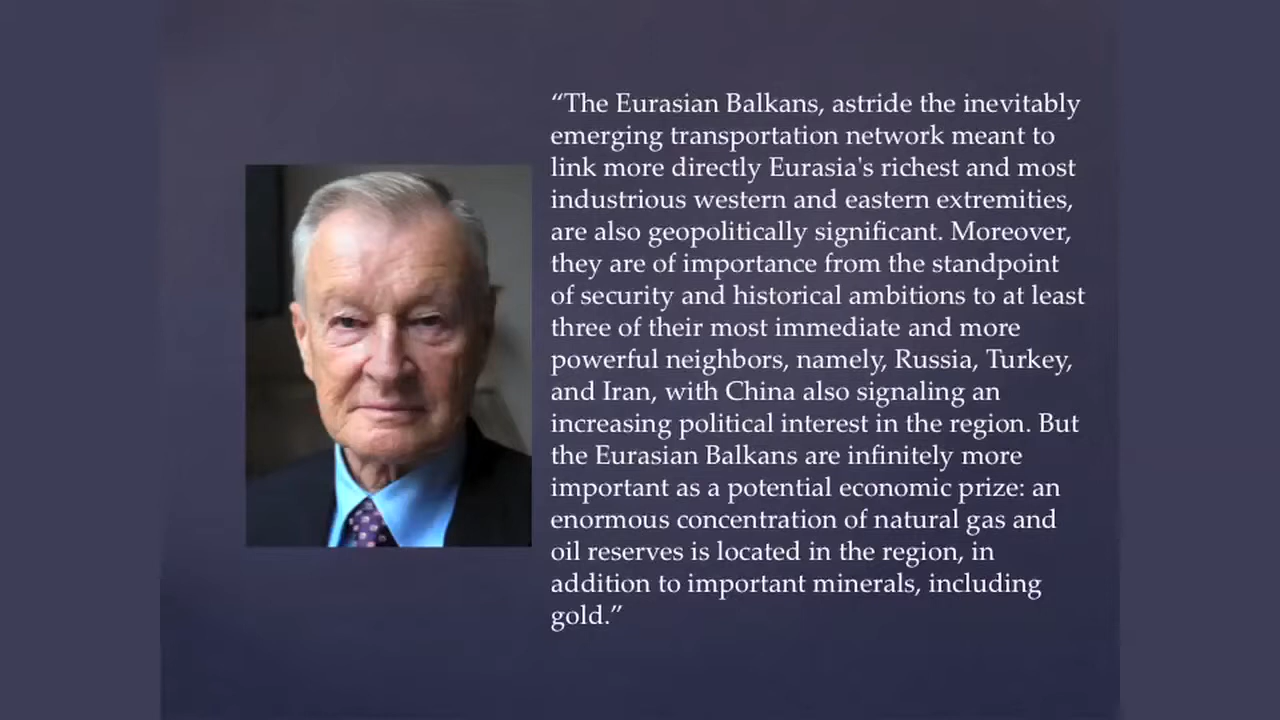 “The Eurasian Balkans, astride the inevitably
emerging transportation network meant to
link more directly Eurasia's richest and most
industrious western and eastern extremities,
are also geopolitically significant. Moreover,
they are of importance from the standpoint
of security and historical ambitions to at least
three of their most immediate and more
powerful neighbors, namely, Russia, Turkey,
and Iran, with China also signaling an
increasing political interest in the region. But
the Eurasian Balkans are infinitely more
important as a potential economic prize: an
enormous concentration of natural gas and
oil reserves is located in the region, in
addition to important minerals, including
gold.”